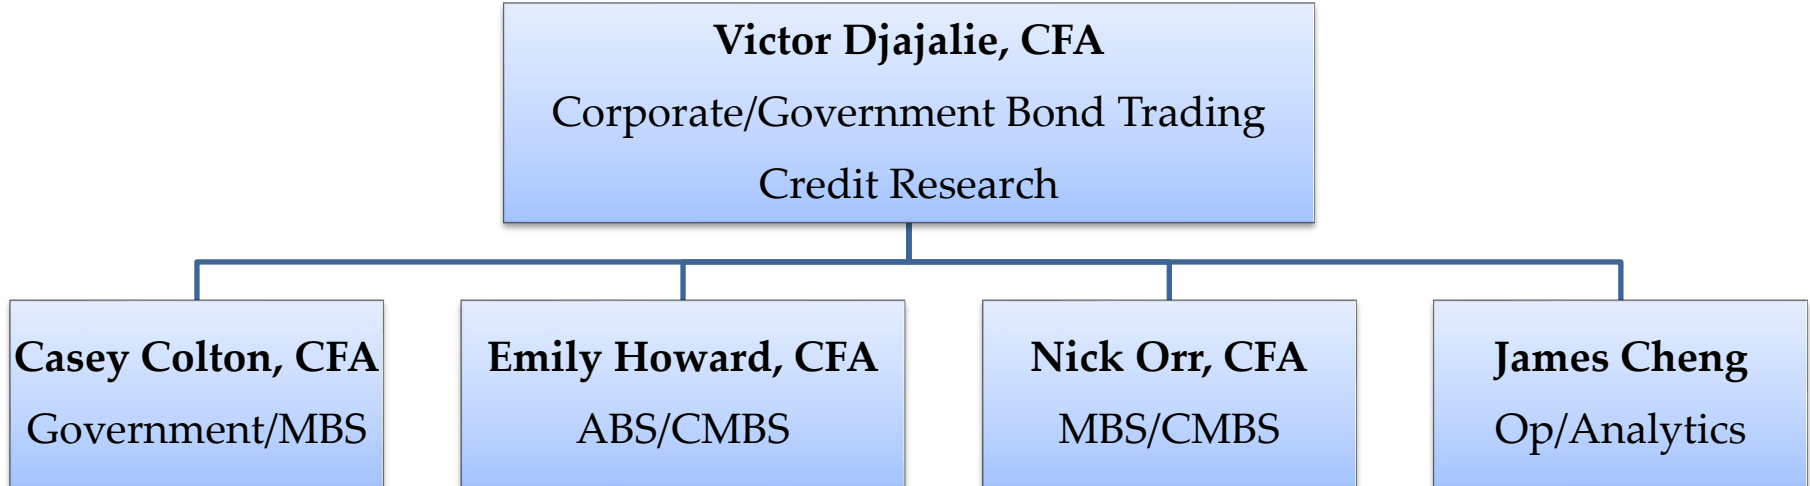 Victor Djajalie, CFA
Corporate/Government Bond Trading
Credit Research
Casey Colton, CFA
Government/MBS
Emily Howard, CFA
ABS/CMBS
Nick Orr, CFA
MBS/CMBS
James Cheng
Op/Analytics